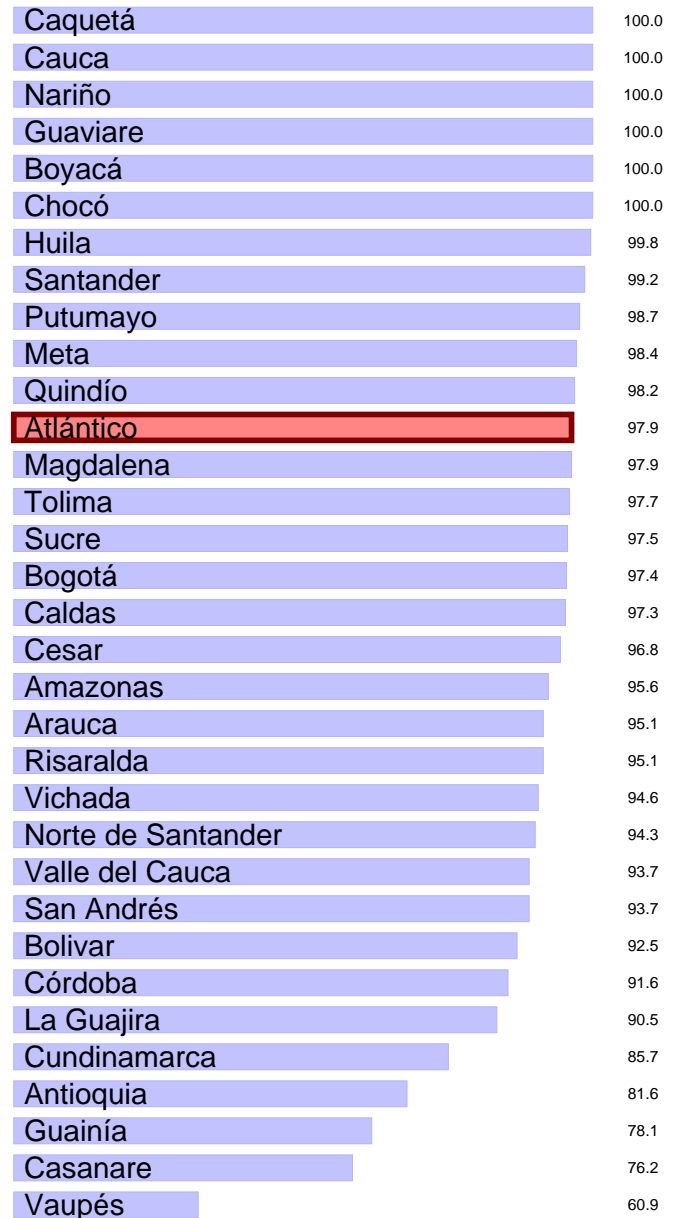 Caquetá 100.0
Cauca 100.0
Nariño 100.0
Guaviare 100.0
Boyacá 100.0
Chocó 100.0
Huila 99.8
Santander 99.2
Putumayo 98.7
Meta 98.4
Quindío 98.2
Atlántico 97.9
Magdalena 97.9
Tolima 97.7
Sucre 97.5
Bogotá 97.4
Caldas 97.3
Cesar 96.8
Amazonas 95.6
Arauca 95.1
Risaralda 95.1
Vichada 94.6
Norte de Santander 94.3
Valle del Cauca 93.7
San Andrés 93.7
Bolivar 92.5
Córdoba 91.6
La Guajira 90.5
Cundinamarca 85.7
Antioquia 81.6
Guainía 78.1
Casanare 76.2
Vaupés 60.9